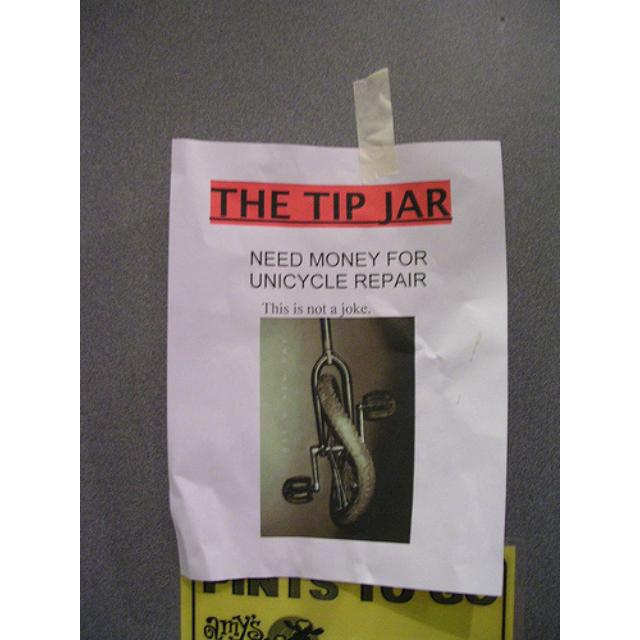 THE TIP JAR
NEED MONEY FOR
UNICYCLE REPAIR
This is not a joke.
PINTS TO GO
amy's